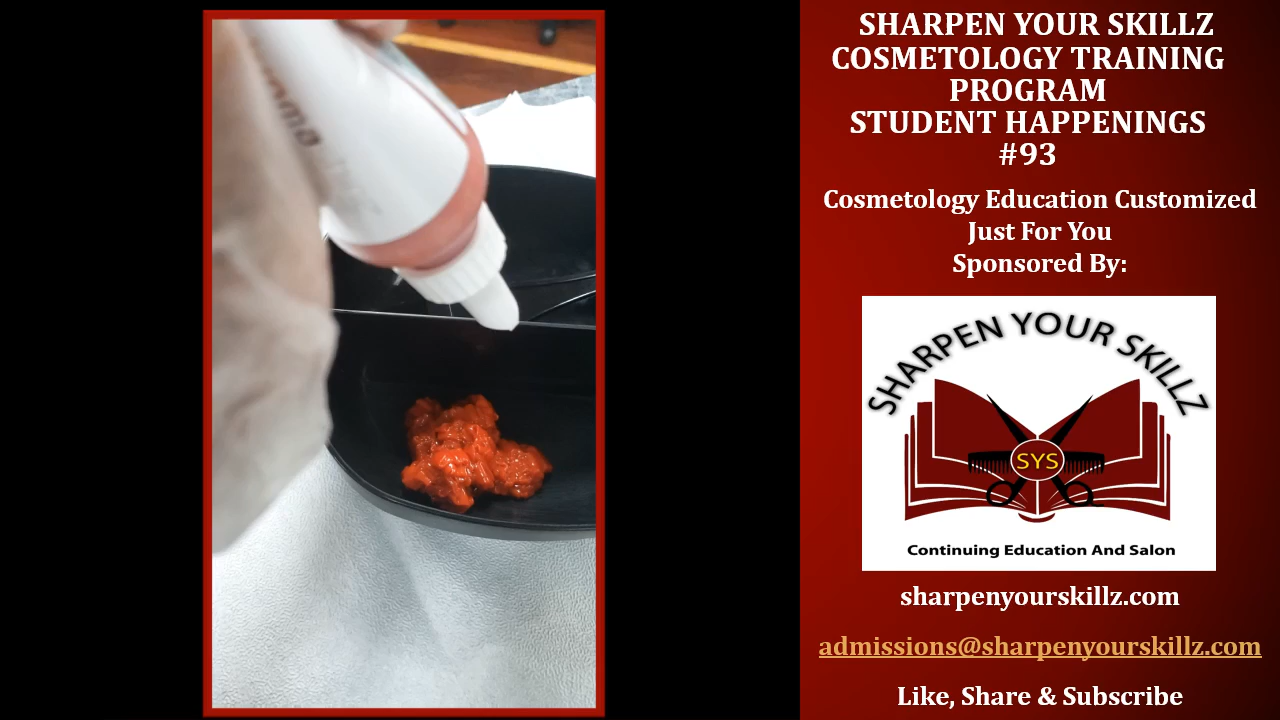 SHARPEN YOUR SKILLZ
COSMETOLOGY TRAINING
PROGRAM
STUDENT HAPPENINGS
#93
Cosmetology Education Customized
Just For You
Sponsored By:
SHARPEN YOUR SKILLZ
SYS
Continuing Education And Salon
sharpenyourskillz.com
admissions@sharpenyourskillz.com
Like, Share & Subscribe